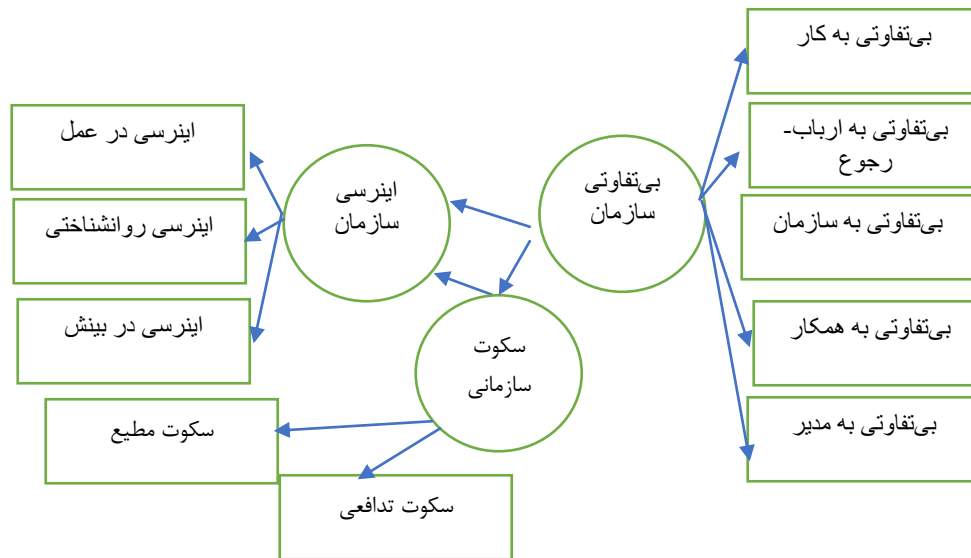 بی‌تفاوتی به کار
بی‌تفاوتی به ارباب-
رجوع
بی‌تفاوتی به سازمان
بی‌تفاوتی به همکار
بی‌تفاوتی به مدیر
بی‌تفاوتی
سازمان
اینرسی
سازمان
سکوت
سازمانی
اینرسی در عمل
اینرسی روانشناختی
اینرسی در بینش
سکوت مطیع
سکوت تدافعی